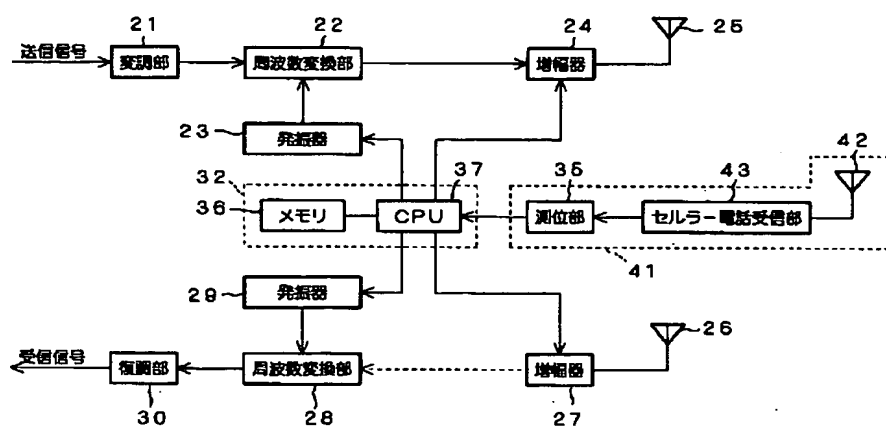 21
22
24
25
送信信号
変調部
周波数変換部
増幅器
23
発振器
42
32
37
35
43
36
メモリ
CPU
測位部
セルラー電話受信部
41
29
発振器
26
受信信号
復調部
周波数変換部
増幅器
30
28
27